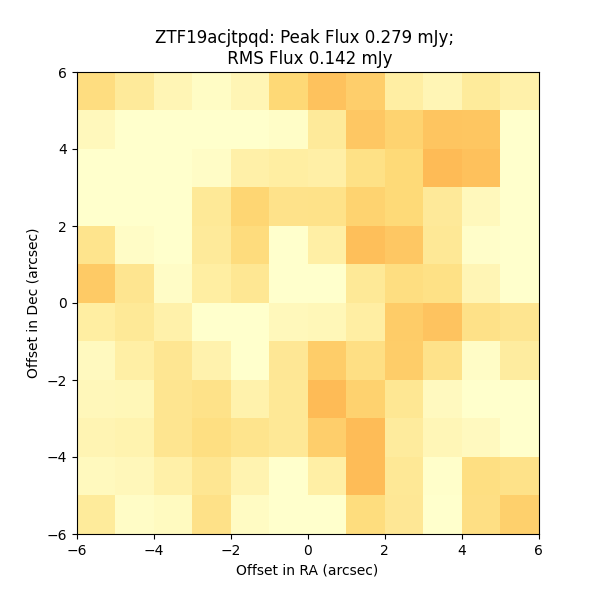 ZTF19acjtpqd: Peak Flux 0.279 mJy;
RMS Flux 0.142 mJy
6
4
2
0
−2
−4
−6
Offset in Dec (arcsec)
−6 −4 −2 0 2 4 6
Offset in RA (arcsec)